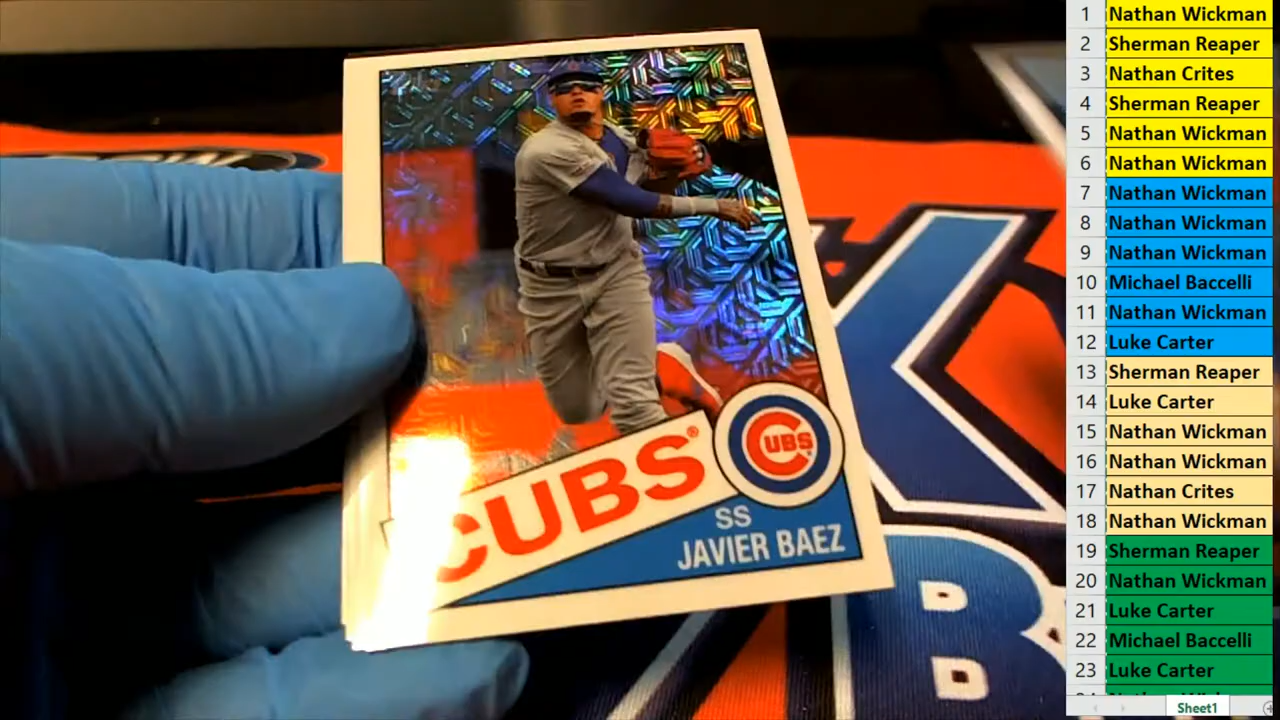 CUBS®
CUBS
SS
JAVIER BAEZ
1 Nathan Wickman
2 Sherman Reaper
3 Nathan Crites
4 Sherman Reaper
5 Nathan Wickman
6 Nathan Wickman
7 Nathan Wickman
8 Nathan Wickman
9 Nathan Wickman
10 Michael Baccelli
11 Nathan Wickman
12 Luke Carter
13 Sherman Reaper
14 Luke Carter
15 Nathan Wickman
16 Nathan Wickman
17 Nathan Crites
18 Nathan Wickman
19 Sherman Reaper
20 Nathan Wickman
21 Luke Carter
22 Michael Baccelli
23 Luke Carter
Sheet1